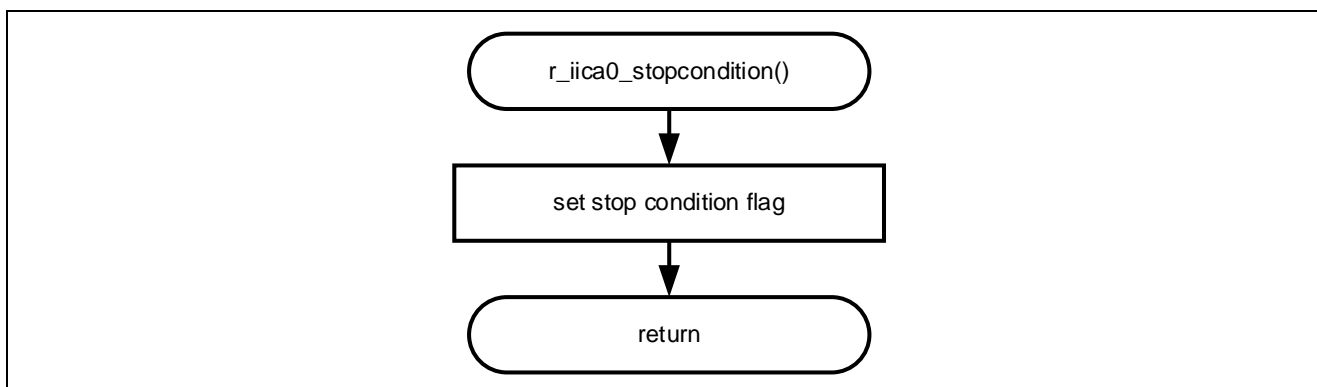 r_iica0_stopcondition()
set stop condition flag
return